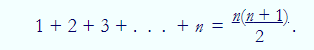 1 + 2 + 3 + . . . + n = n(n + 1)/2.